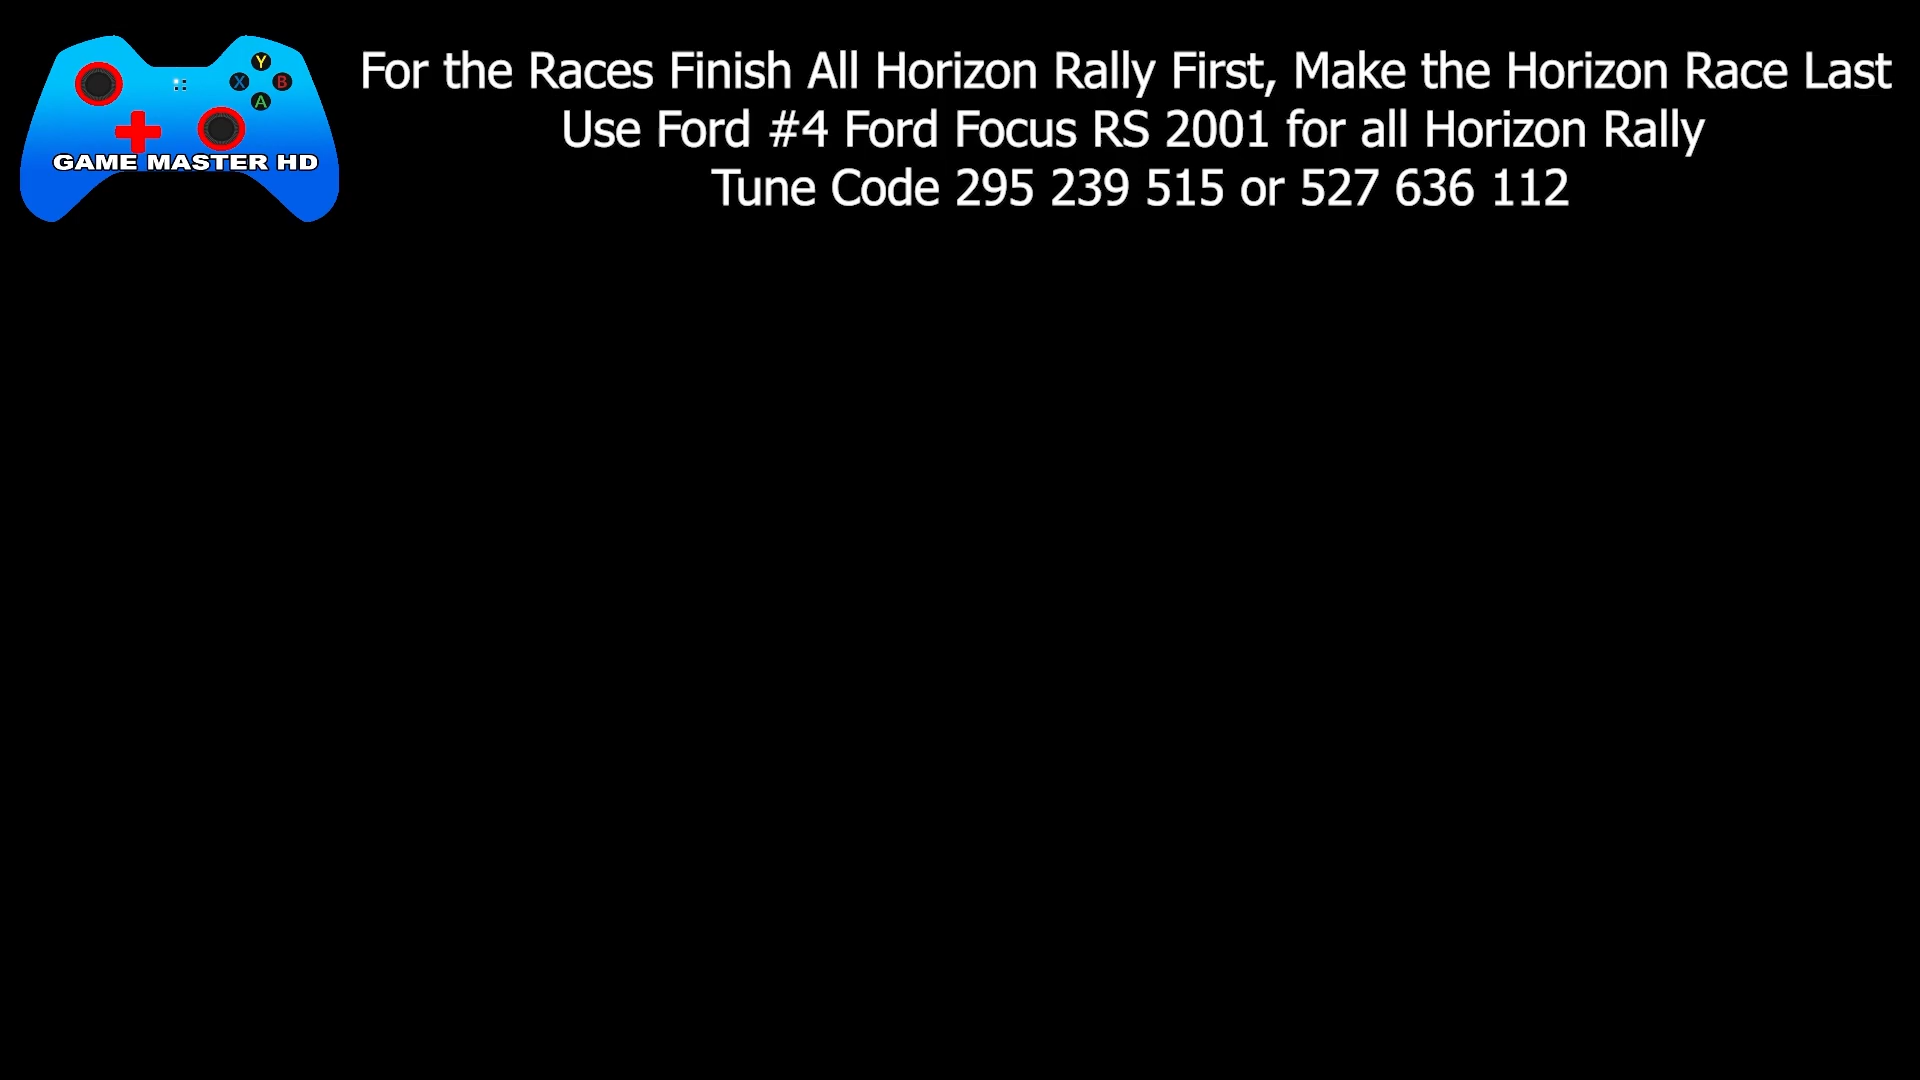 For the Races Finish All Horizon Rally First, Make the Horizon Race Last
Use Ford #4 Ford Focus RS 2001 for all Horizon Rally
Tune Code 295 239 515 or 527 636 112
Y
X B
A
GAME MASTER HD